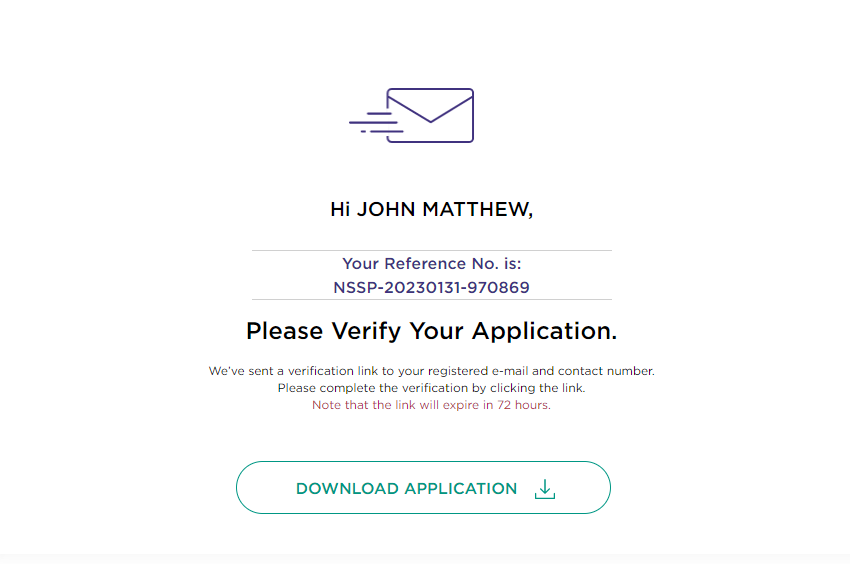 Hi JOHN MATTHEW,
Your Reference No. is:
NSSP-20230131-970869
Please Verify Your Application.
We've sent a verification link to your registered e-mail and contact number.
Please complete the verification by clicking the link.
Note that the link will expire in 72 hours.
DOWNLOAD APPLICATION